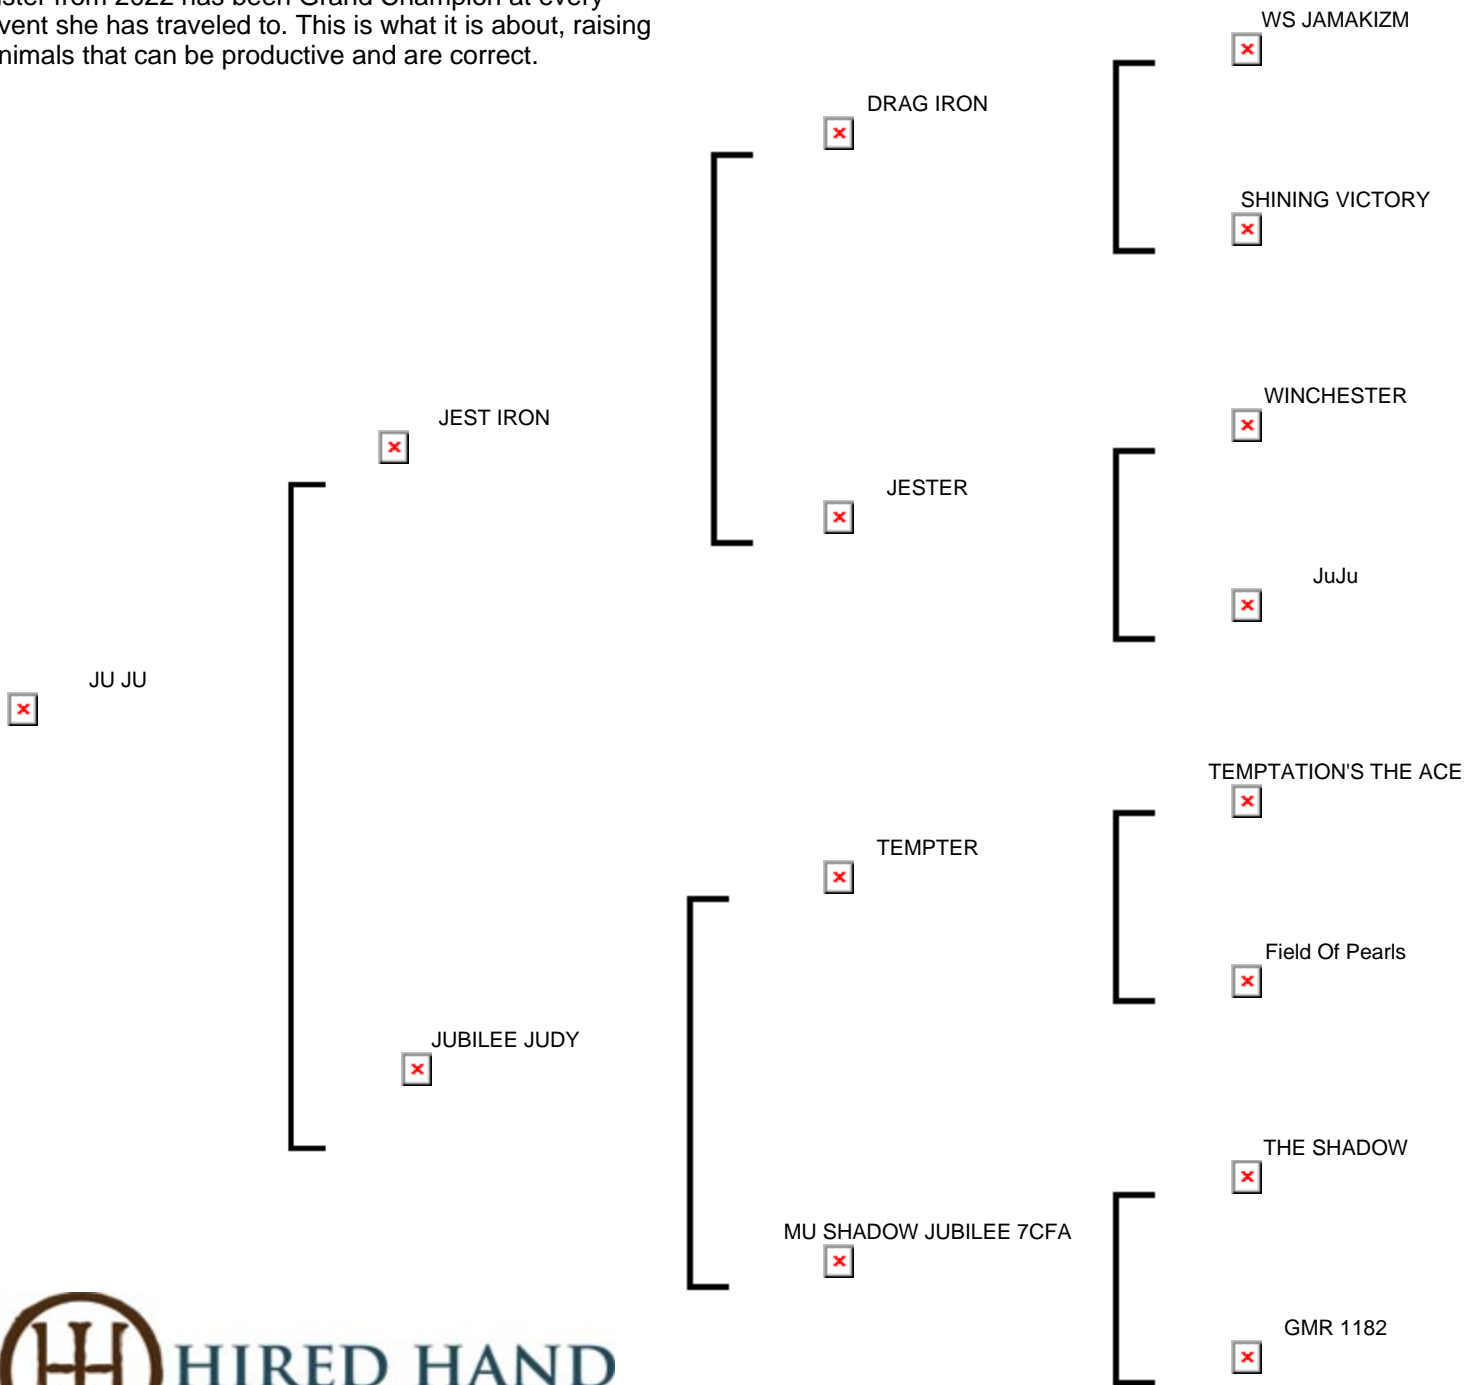 vent she has traveled to. This is what it is about, raising
nimals that can be productive and are correct.
WS JAMAKIZM
DRAG IRON
SHINING VICTORY
WINCHESTER
JEST IRON
JESTER
JuJu
JU JU
TEMPTATION'S THE ACE
TEMPTER
Field Of Pearls
JUBILEE JUDY
THE SHADOW
MU SHADOW JUBILEE 7CFA
GMR 1182
HIRED HAND